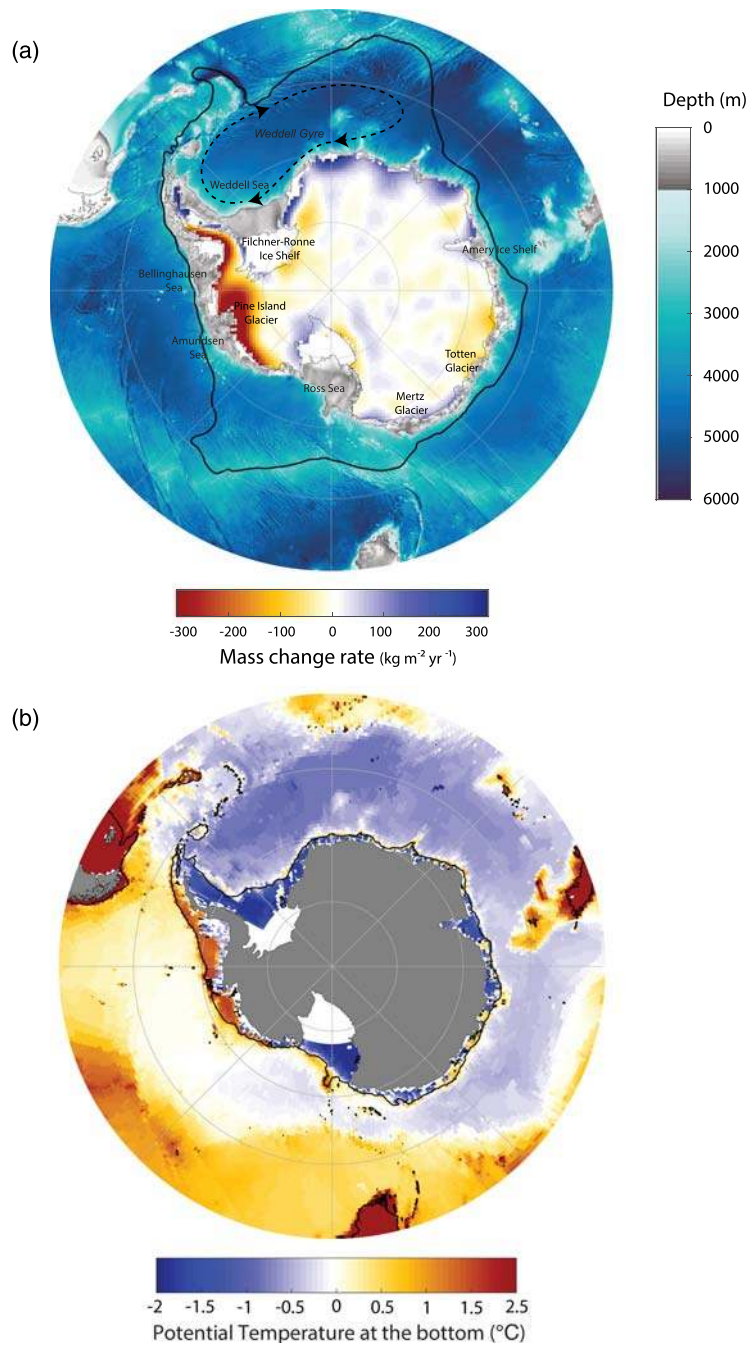 (a)
Depth (m)
0
1000
2000
3000
4000
5000
6000
Weddell Gyre
Weddell Sea
Filchner-Ronne
Ice Shelf
Amery Ice Shelf
Bellinghausen
Sea
Pine Island
Glacier
Amundsen
Sea
Totten
Glacier
Ross Sea
Mertz
Glacier
-300 -200 -100 0 100 200 300
Mass change rate (kg m⁻² yr ⁻¹)
(b)
-2 -1.5 -1 -0.5 0 0.5 1 1.5 2.5
Potential Temperature at the bottom (°C)